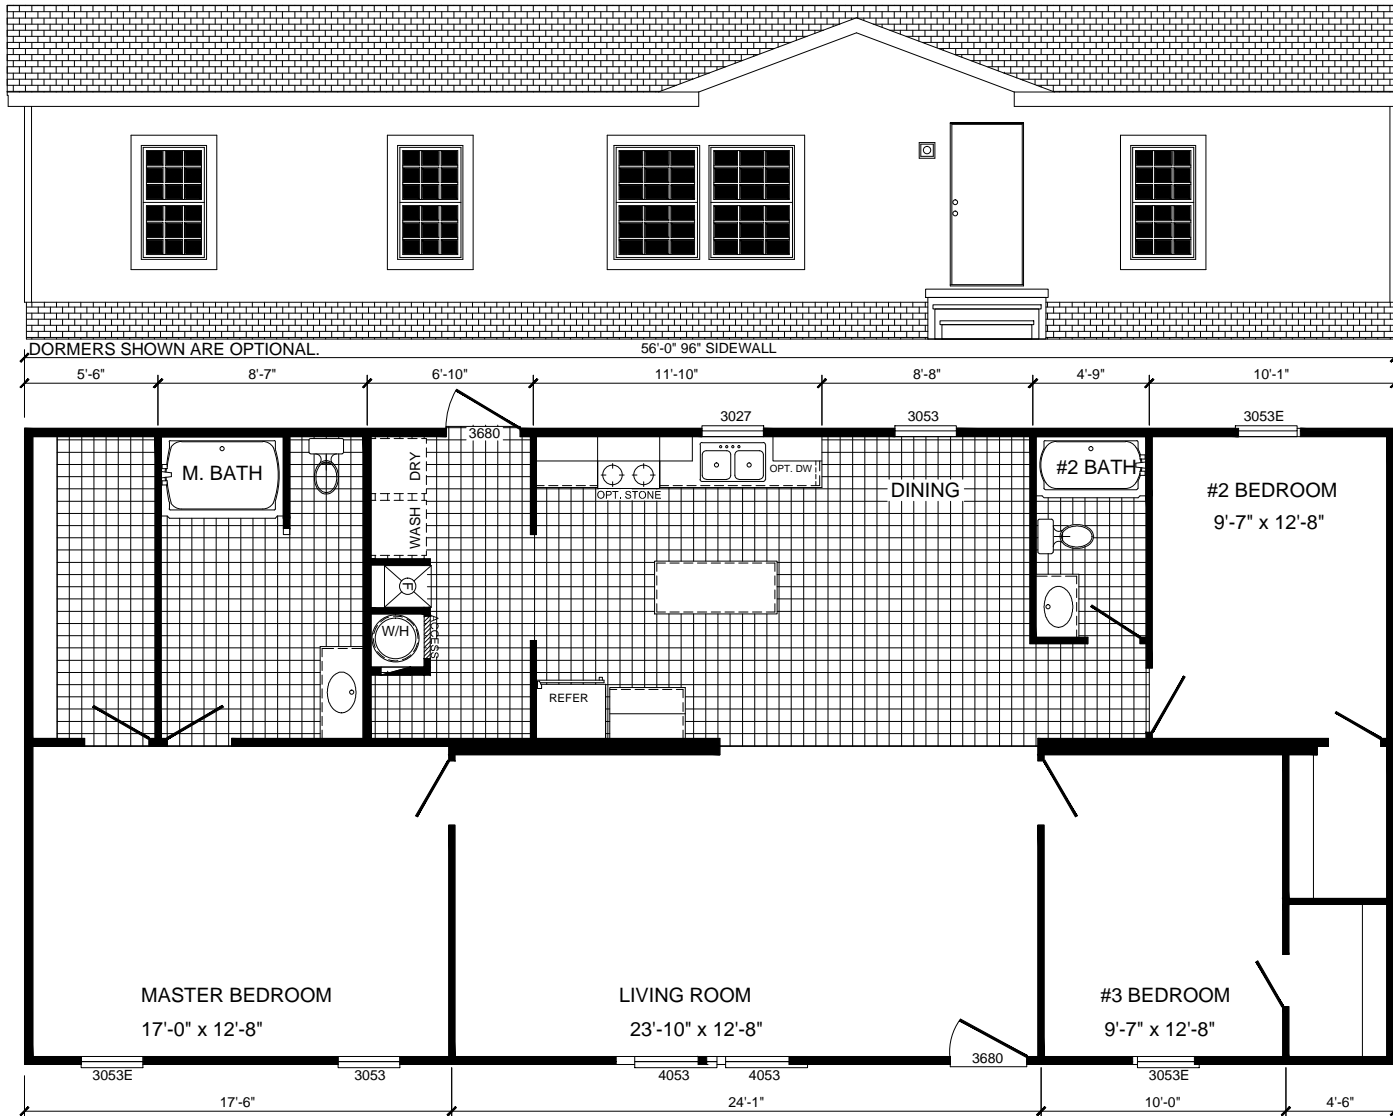 DORMERS SHOWN ARE OPTIONAL.
56'-0" 96" SIDEWALL
5'-6" 8'-7" 6'-10" 11'-10" 8'-8" 4'-9" 10'-1"
3027 3053 3053E
3680
M. BATH
DRY
WASH
F
W/H
ACCESS
OPT. STONE
OPT. DW
REFER
DINING
#2 BATH
#2 BEDROOM
9'-7" x 12'-8"
MASTER BEDROOM
17'-0" x 12'-8"
LIVING ROOM
23'-10" x 12'-8"
#3 BEDROOM
9'-7" x 12'-8"
3680
3053E 3053 4053 4053 3053E
17'-6" 24'-1" 10'-0" 4'-6"